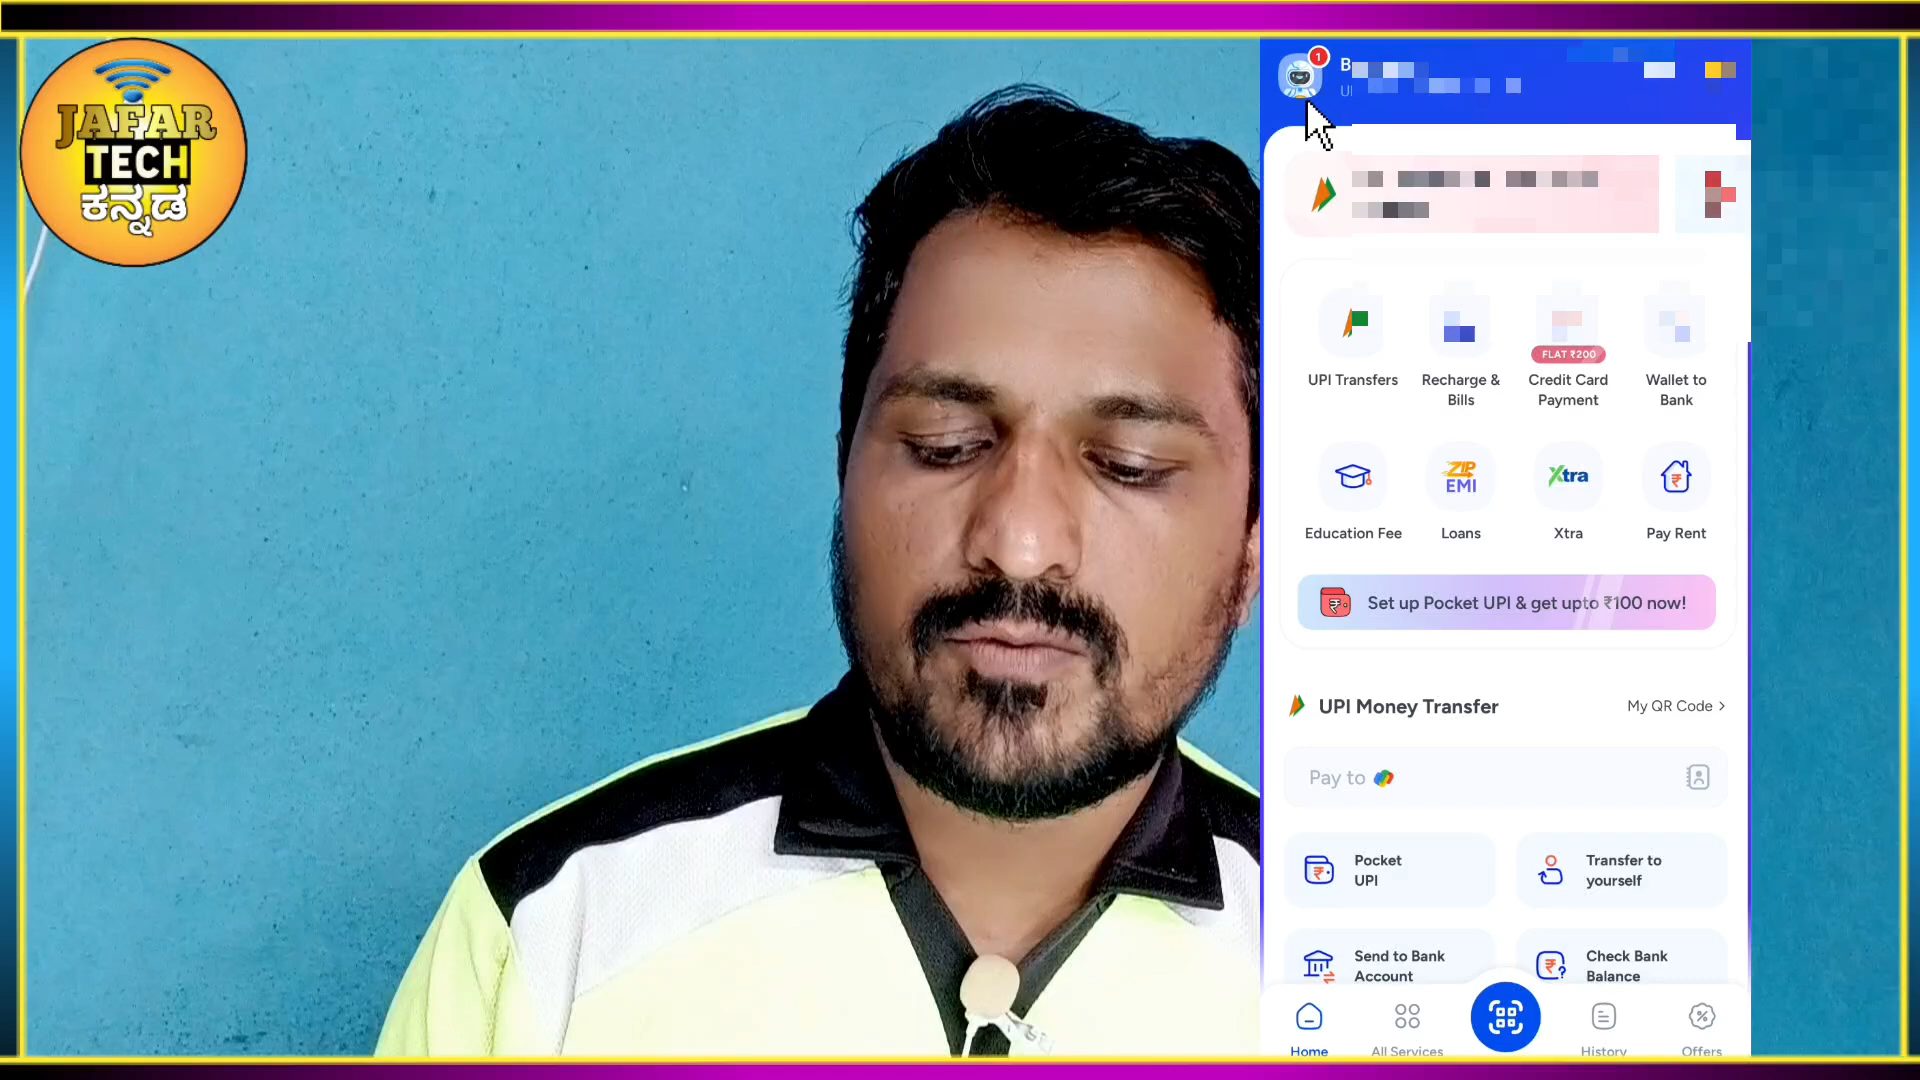 JAFAR
TECH
ಕನ್ನಡ
1
B
UPI Transfers
Recharge &
Bills
FLAT ₹200
Credit Card
Payment
Wallet to
Bank
Education Fee
ZIP
EMI
Loans
Xtra
Xtra
Pay Rent
Set up Pocket UPI & get upto ₹100 now!
UPI Money Transfer
My QR Code >
Pay to
Pocket
UPI
Transfer to
yourself
Send to Bank
Account
Check Bank
Balance
Home
All Services
History
Offers